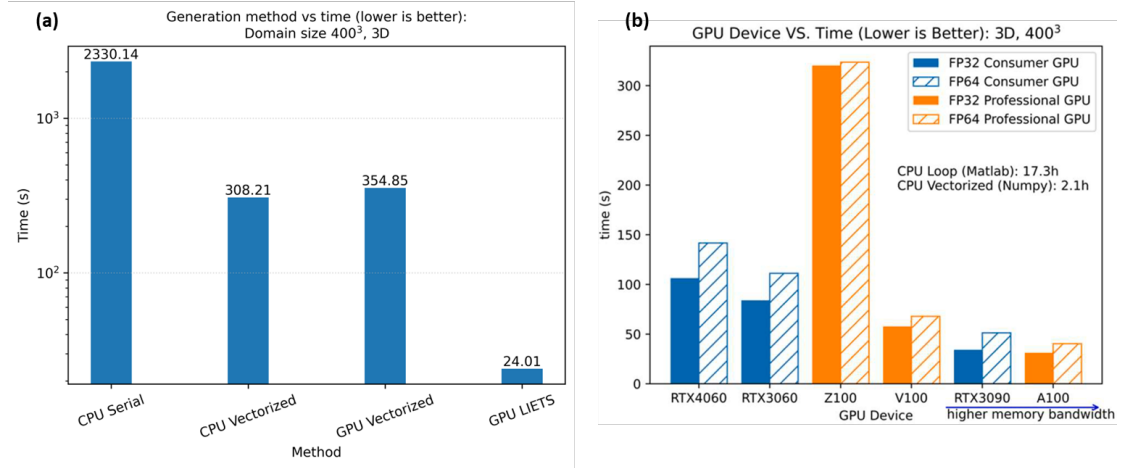 (a)
Generation method vs time (lower is better):
Domain size 400³, 3D
2330.14
308.21
354.85
24.01
10³
10²
Time (s)
CPU Serial
CPU Vectorized
GPU Vectorized
GPU LIETS
Method
(b)
GPU Device VS. Time (Lower is Better): 3D, 400³
FP32 Consumer GPU
FP64 Consumer GPU
FP32 Professional GPU
FP64 Professional GPU
CPU Loop (Matlab): 17.3h
CPU Vectorized (Numpy): 2.1h
300
250
200
150
100
50
0
time (s)
RTX4060
RTX3060
Z100
V100
RTX3090
A100
GPU Device
higher memory bandwidth